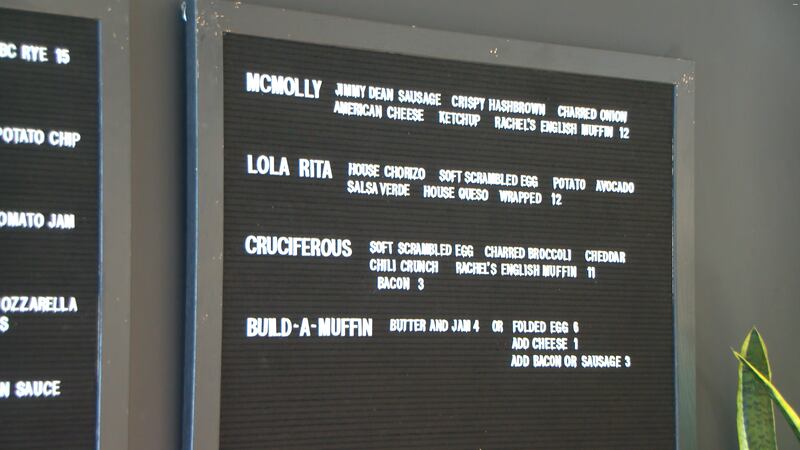 BC RYE 15
POTATO CHIP
OMATO JAM
OZZARELLA
S
N SAUCE
MCMOLLY JIMMY DEAN SAUSAGE CRISPY HASHBROWN CHARRED ONION
AMERICAN CHEESE KETCHUP RACHEL'S ENGLISH MUFFIN 12
LOLA RITA HOUSE CHORIZO SOFT SCRAMBLED EGG POTATO AVOCADO
SALSA VERDE HOUSE QUESO WRAPPED 12
CRUCIFEROUS SOFT SCRAMBLED EGG CHARRED BROCCOLI CHEDDAR
CHILI CRUNCH RACHEL'S ENGLISH MUFFIN 11
BACON 3
BUILD-A-MUFFIN BUTTER AND JAM 4 OR FOLDED EGG 6
ADD CHEESE 1
ADD BACON OR SAUSAGE 3